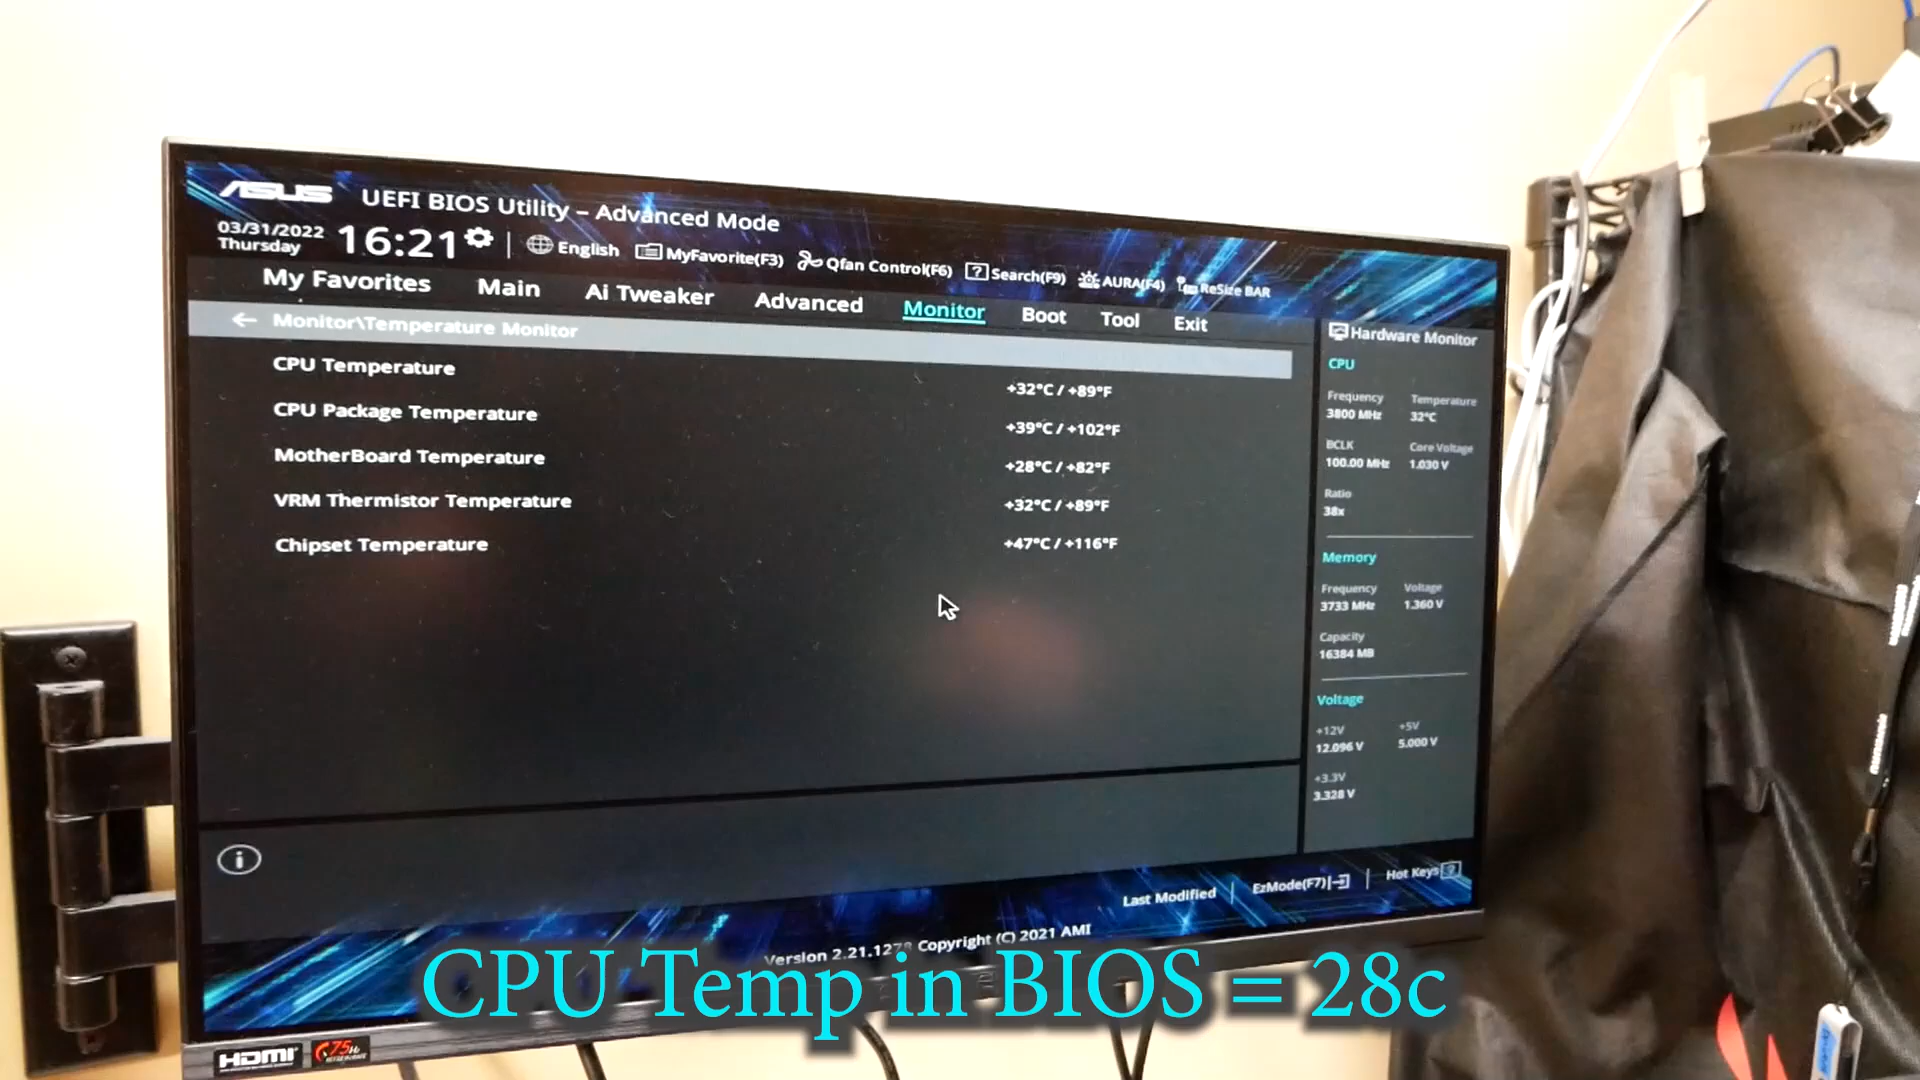 ASUS UEFI BIOS Utility – Advanced Mode
03/31/2022
Thursday
16:21
English
MyFavorite(F3)
Qfan Control(F6)
? Search(F9)
AURA(F4)
ReSize BAR
My Favorites
Main
Ai Tweaker
Advanced
Monitor
Boot
Tool
Exit
← Monitor\Temperature Monitor
CPU Temperature +32°C / +89°F
CPU Package Temperature +39°C / +102°F
MotherBoard Temperature +28°C / +82°F
VRM Thermistor Temperature +32°C / +89°F
Chipset Temperature +47°C / +116°F
Hardware Monitor
CPU
Frequency Temperature
3800 MHz 32°C
BCLK Core Voltage
100.00 MHz 1.030 V
Ratio
38x
Memory
Frequency Voltage
3733 MHz 1.360 V
Capacity
16384 MB
Voltage
+12V +5V
12.096 V 5.000 V
+3.3V
3.328 V
i
Last Modified
EzMode(F7)
Hot Keys ?
Version 2.21.1278 Copyright (C) 2021 AMI
CPU Temp in BIOS = 28c
HDMI
75Hz